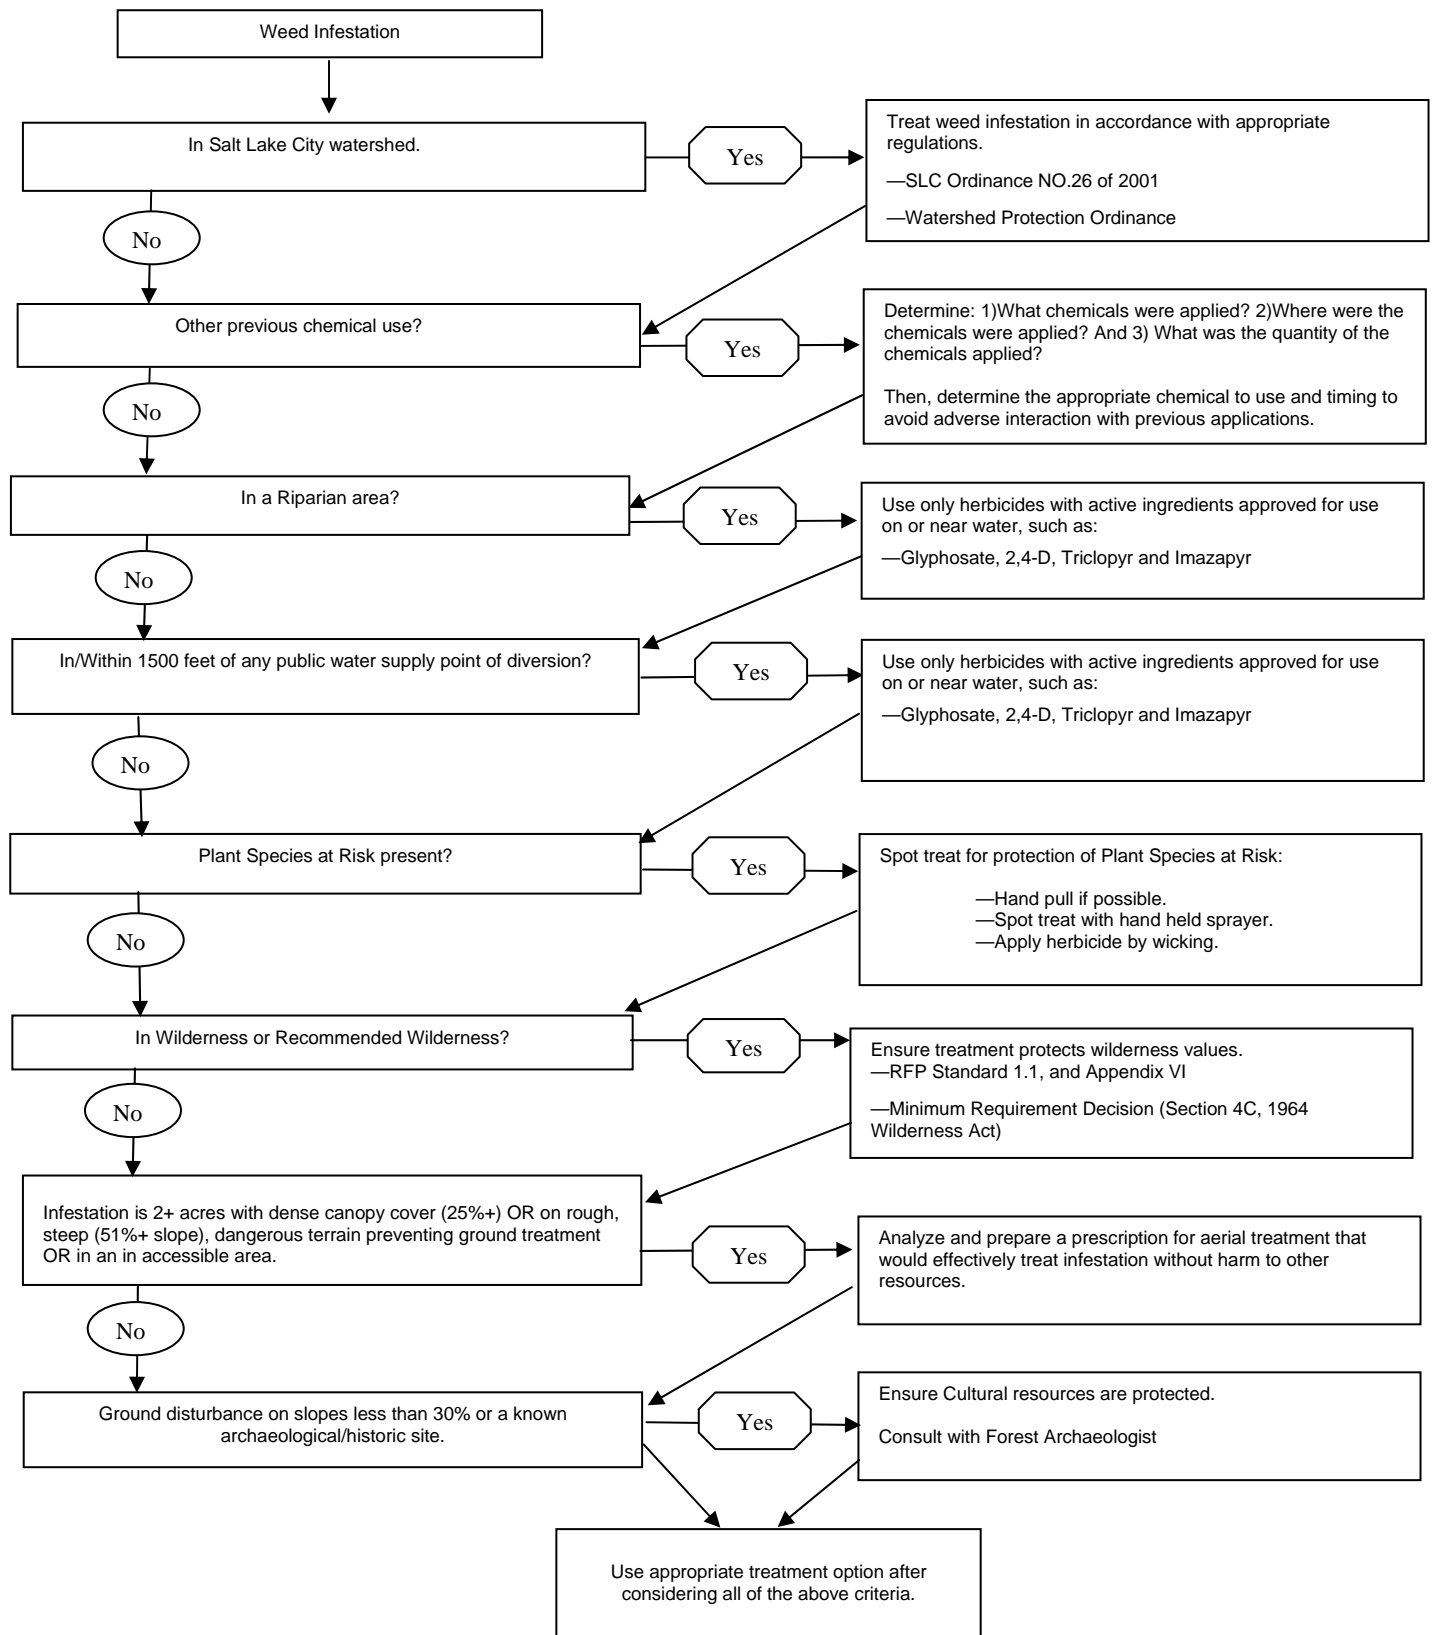 Weed Infestation
In Salt Lake City watershed.
Yes
Treat weed infestation in accordance with appropriate
regulations.
—SLC Ordinance NO.26 of 2001
—Watershed Protection Ordinance
No
Other previous chemical use?
Yes
Determine: 1)What chemicals were applied? 2)Where were the
chemicals were applied? And 3) What was the quantity of the
chemicals applied?
Then, determine the appropriate chemical to use and timing to
avoid adverse interaction with previous applications.
No
In a Riparian area?
Yes
Use only herbicides with active ingredients approved for use
on or near water, such as:
—Glyphosate, 2,4-D, Triclopyr and Imazapyr
No
In/Within 1500 feet of any public water supply point of diversion?
Yes
Use only herbicides with active ingredients approved for use
on or near water, such as:
—Glyphosate, 2,4-D, Triclopyr and Imazapyr
No
Plant Species at Risk present?
Yes
Spot treat for protection of Plant Species at Risk:
—Hand pull if possible.
—Spot treat with hand held sprayer.
—Apply herbicide by wicking.
No
In Wilderness or Recommended Wilderness?
Yes
Ensure treatment protects wilderness values.
—RFP Standard 1.1, and Appendix VI
—Minimum Requirement Decision (Section 4C, 1964
Wilderness Act)
No
Infestation is 2+ acres with dense canopy cover (25%+) OR on rough,
steep (51%+ slope), dangerous terrain preventing ground treatment
OR in an in accessible area.
Yes
Analyze and prepare a prescription for aerial treatment that
would effectively treat infestation without harm to other
resources.
No
Ground disturbance on slopes less than 30% or a known
archaeological/historic site.
Yes
Ensure Cultural resources are protected.
Consult with Forest Archaeologist
Use appropriate treatment option after
considering all of the above criteria.